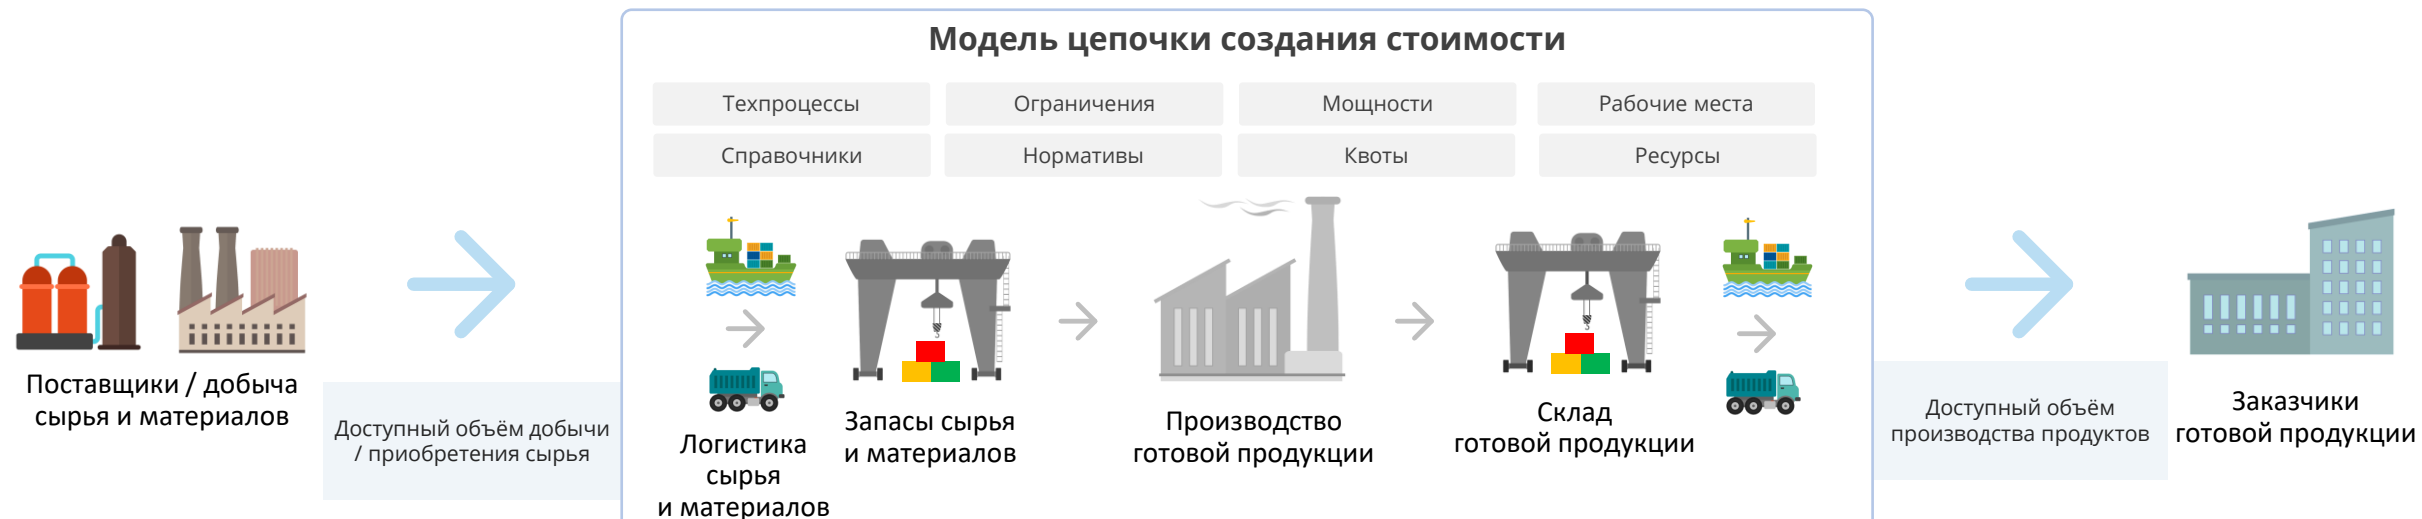 Модель цепочки создания стоимости
Техпроцессы
Ограничения
Мощности
Рабочие места
Справочники
Нормативы
Квоты
Ресурсы
Поставщики / добыча
сырья и материалов
Доступный объём добычи
/ приобретения сырья
Логистика
сырья
и материалов
Запасы сырья
и материалов
Производство
готовой продукции
Склад
готовой продукции
Доступный объём
производства продуктов
Заказчики
готовой продукции